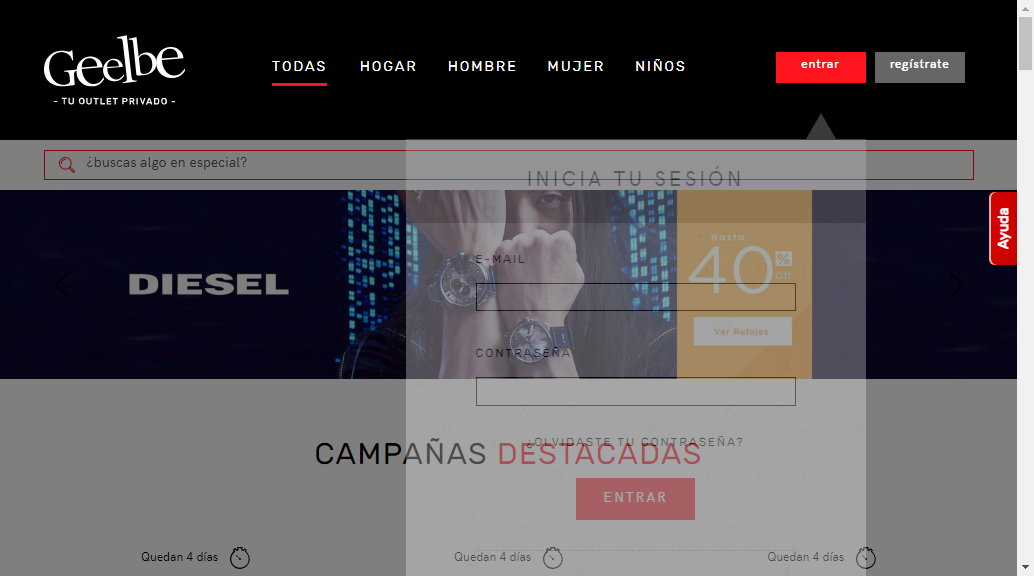 Geelbe
- TU OUTLET PRIVADO -
TODAS HOGAR HOMBRE MUJER NIÑOS
entrar regístrate
¿buscas algo en especial?
INICIA TU SESIÓN
Ayuda
DIESEL
Hasta
40% Off
Ver Relojes
E-MAIL
CONTRASEÑA
¿OLVIDASTE TU CONTRASEÑA?
CAMPAÑAS DESTACADAS
ENTRAR
Quedan 4 días Quedan 4 días Quedan 4 días